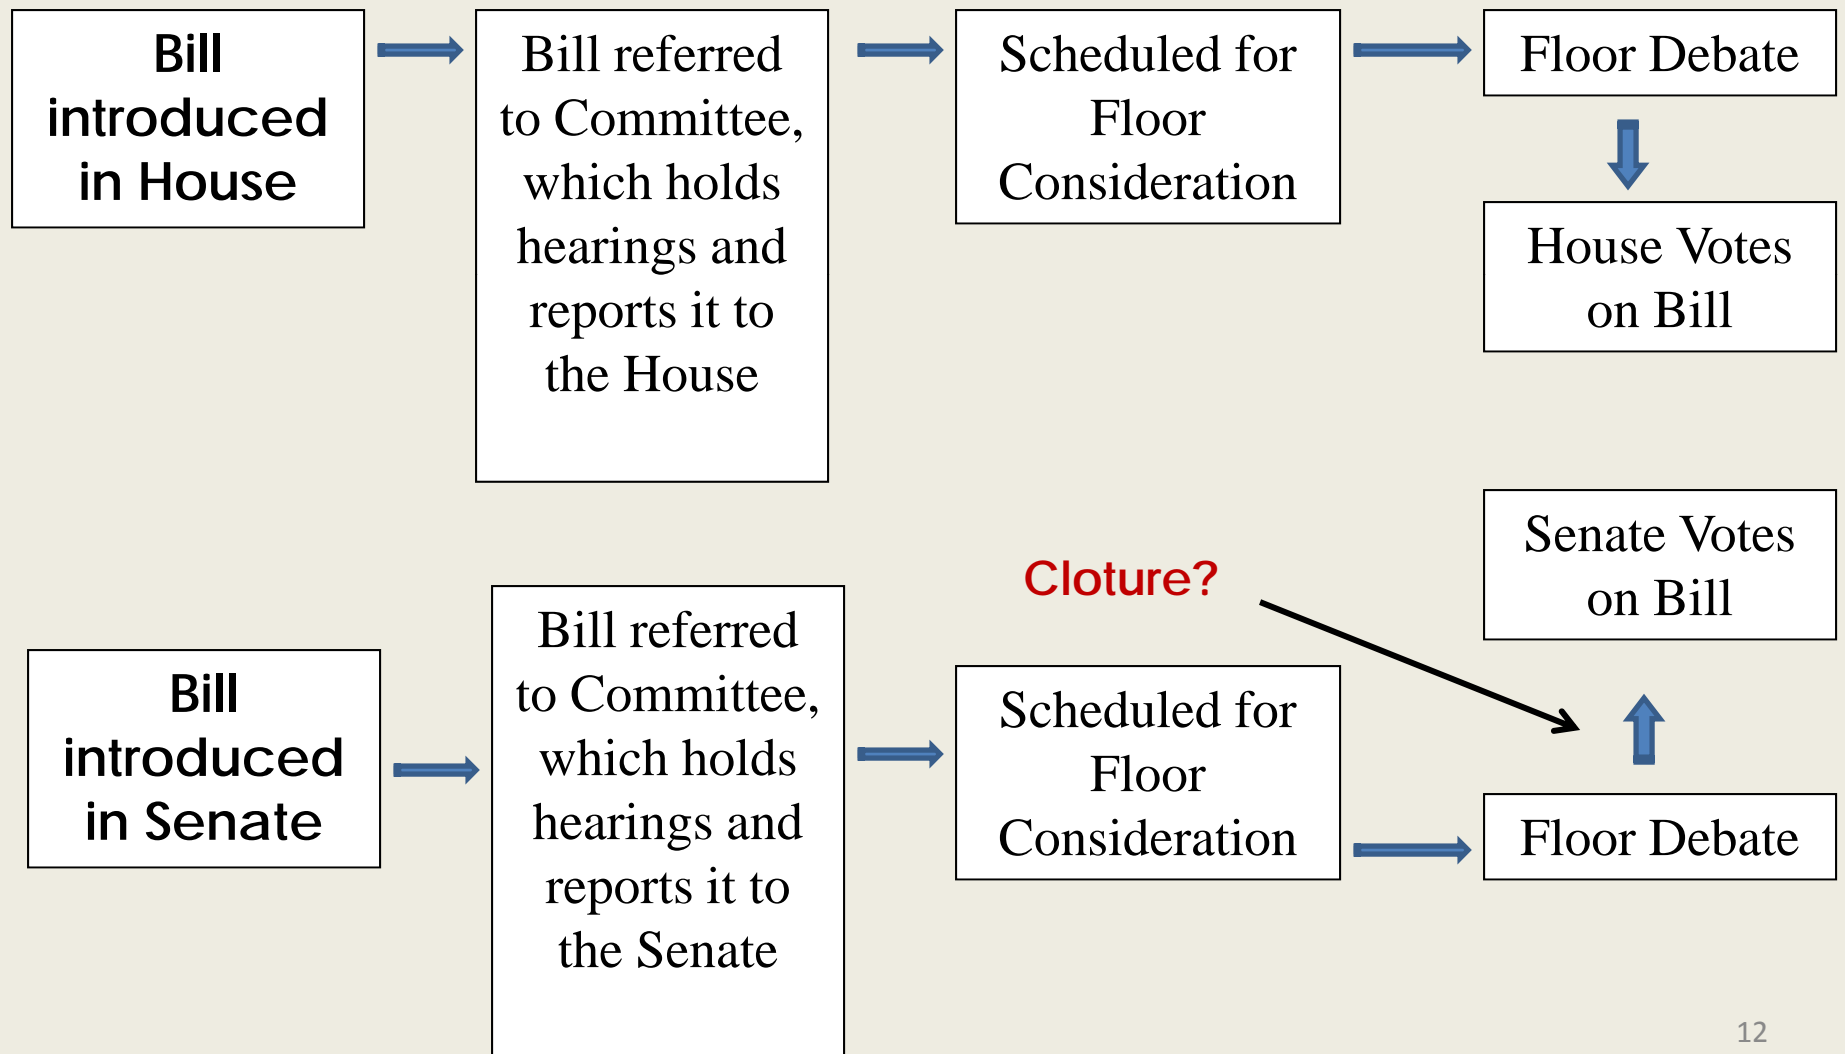 Bill
introduced
in House
Bill referred
to Committee,
which holds
hearings and
reports it to
the House
Scheduled for
Floor
Consideration
Floor Debate
House Votes
on Bill
Senate Votes
on Bill
Cloture?
Bill
introduced
in Senate
Bill referred
to Committee,
which holds
hearings and
reports it to
the Senate
Scheduled for
Floor
Consideration
Floor Debate
12